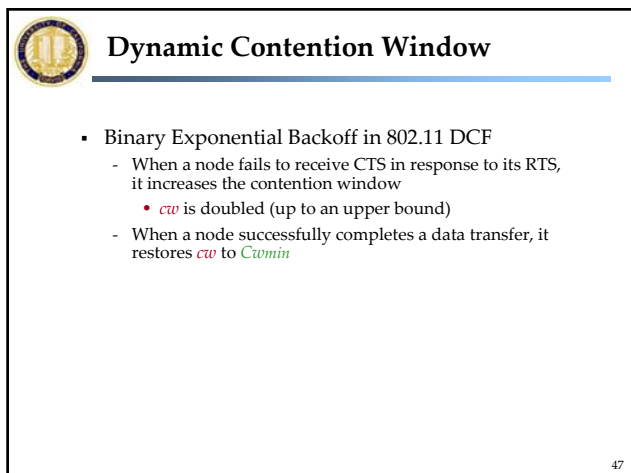 Dynamic Contention Window
▪ Binary Exponential Backoff in 802.11 DCF
- When a node fails to receive CTS in response to its RTS,
it increases the contention window
• cw is doubled (up to an upper bound)
- When a node successfully completes a data transfer, it
restores cw to Cwmin
47